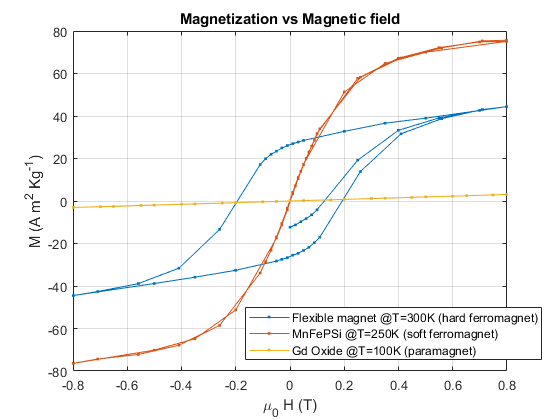 Magnetization vs Magnetic field
80
60
40
20
0
-20
-40
-60
-80
M (A m² Kg⁻¹)
-0.8 -0.6 -0.4 -0.2 0 0.2 0.4 0.6 0.8
μ₀ H (T)
Flexible magnet @T=300K (hard ferromagnet)
MnFePSi @T=250K (soft ferromagnet)
Gd Oxide @T=100K (paramagnet)